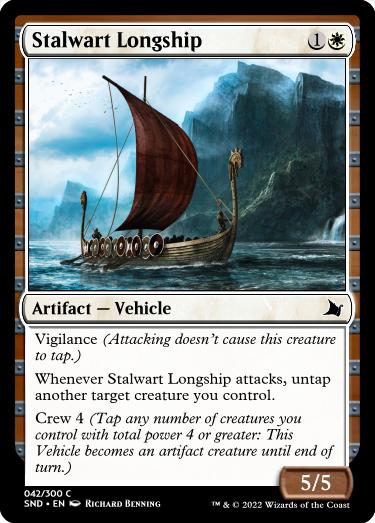 Stalwart Longship 1
Artifact — Vehicle
Vigilance (Attacking doesn't cause this creature
to tap.)
Whenever Stalwart Longship attacks, untap
another target creature you control.
Crew 4 (Tap any number of creatures you
control with total power 4 or greater: This
Vehicle becomes an artifact creature until end of
turn.)
5/5
042/300 C
SND • EN RICHARD BENNING ™ & © 2022 Wizards of the Coast